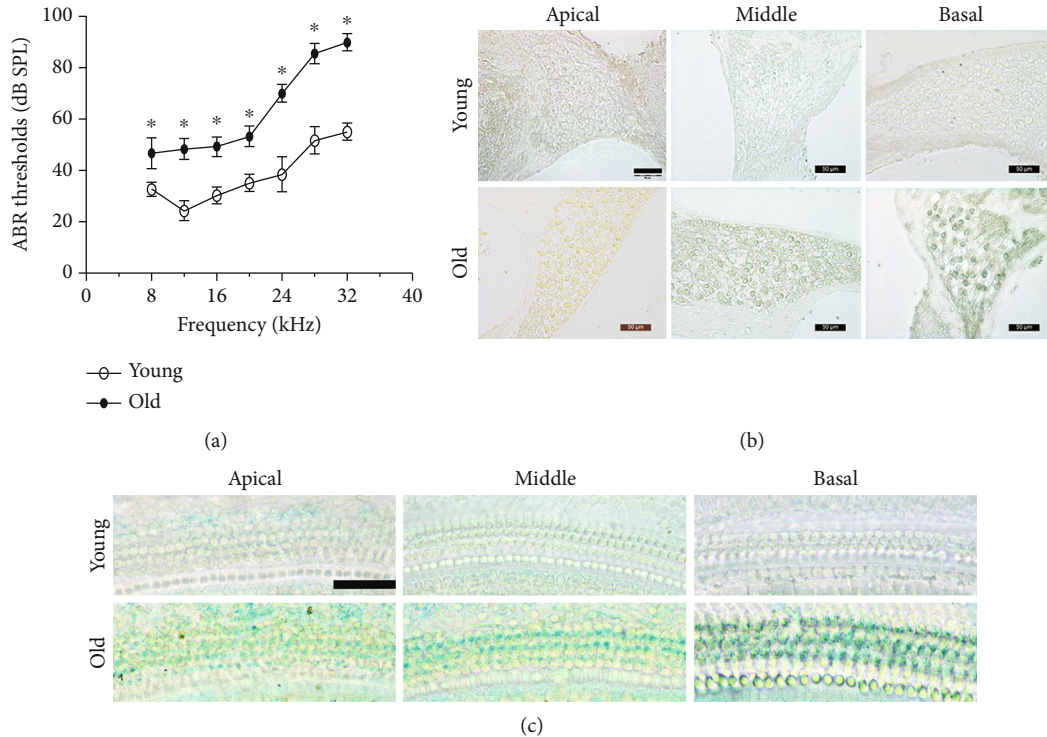 100
80
60
40
20
0
ABR thresholds (dB SPL)
* * * * * * *
0 8 16 24 32 40
Frequency (kHz)
Young
Old
(a)
Apical Middle Basal
Young
50 µm 50 µm
Old
50 µm 50 µm 50 µm
(b)
Apical Middle Basal
Young
Old
(c)